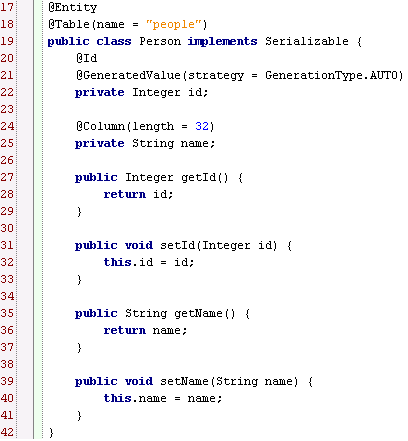 17 @Entity
18 @Table(name = "people")
19 public class Person implements Serializable {
20     @Id
21     @GeneratedValue(strategy = GenerationType.AUTO)
22     private Integer id;
23
24     @Column(length = 32)
25     private String name;
26
27     public Integer getId() {
28         return id;
29     }
30
31     public void setId(Integer id) {
32         this.id = id;
33     }
34
35     public String getName() {
36         return name;
37     }
38
39     public void setName(String name) {
40         this.name = name;
41     }
42 }